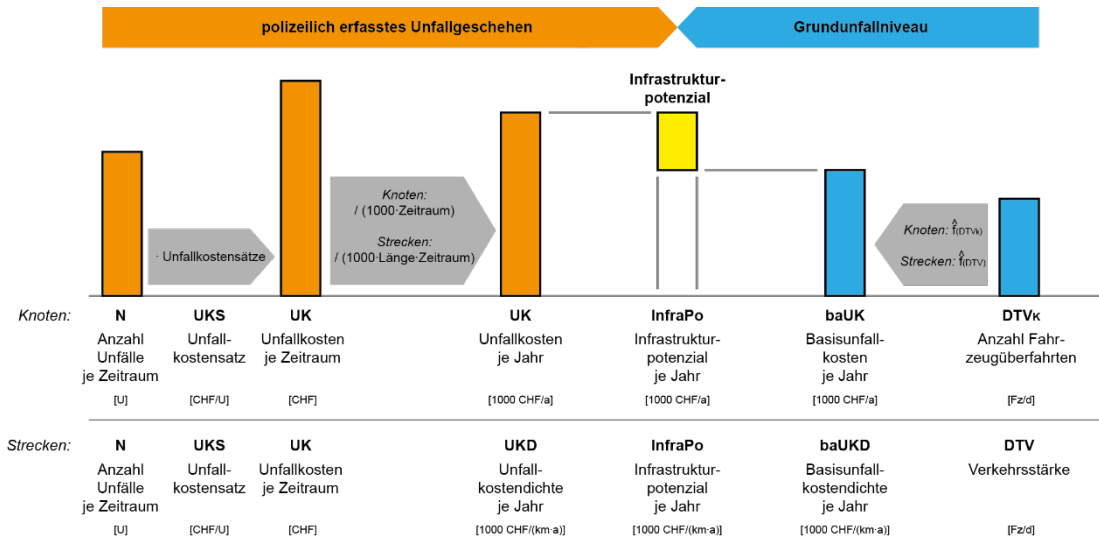 polizeilich erfasstes Unfallgeschehen
Grundunfallniveau
Infrastruktur-
potenzial
· Unfallkostensätze
Knoten:
/ (1000·Zeitraum)
Strecken:
/ (1000·Länge·Zeitraum)
Knoten: f̂(DTVk)
Strecken: f̂(DTV)
Knoten:
N
Anzahl
Unfälle
je Zeitraum
[U]
UKS
Unfall-
kostensatz
[CHF/U]
UK
Unfallkosten
je Zeitraum
[CHF]
UK
Unfallkosten
je Jahr
[1000 CHF/a]
InfraPo
Infrastruktur-
potenzial
je Jahr
[1000 CHF/a]
baUK
Basisunfall-
kosten
je Jahr
[1000 CHF/a]
DTVK
Anzahl Fahr-
zeugüberfahrten
[Fz/d]
Strecken:
N
Anzahl
Unfälle
je Zeitraum
[U]
UKS
Unfall-
kostensatz
[CHF/U]
UK
Unfallkosten
je Zeitraum
[CHF]
UKD
Unfall-
kostendichte
je Jahr
[1000 CHF/(km·a)]
InfraPo
Infrastruktur-
potenzial
je Jahr
[1000 CHF/(km·a)]
baUKD
Basisunfall-
kostendichte
je Jahr
[1000 CHF/(km·a)]
DTV
Verkehrsstärke
[Fz/d]